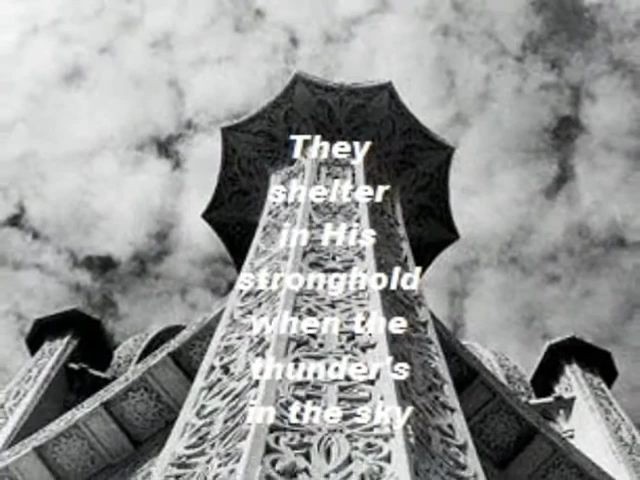 They
shelter
in His
stronghold
when the
thunder's
in the sky